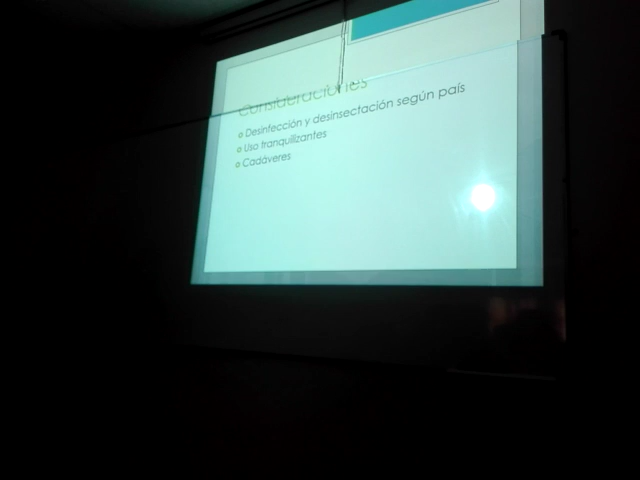 Consideraciones
Desinfección y desinsectación según país
Uso tranquilizantes
Cadáveres